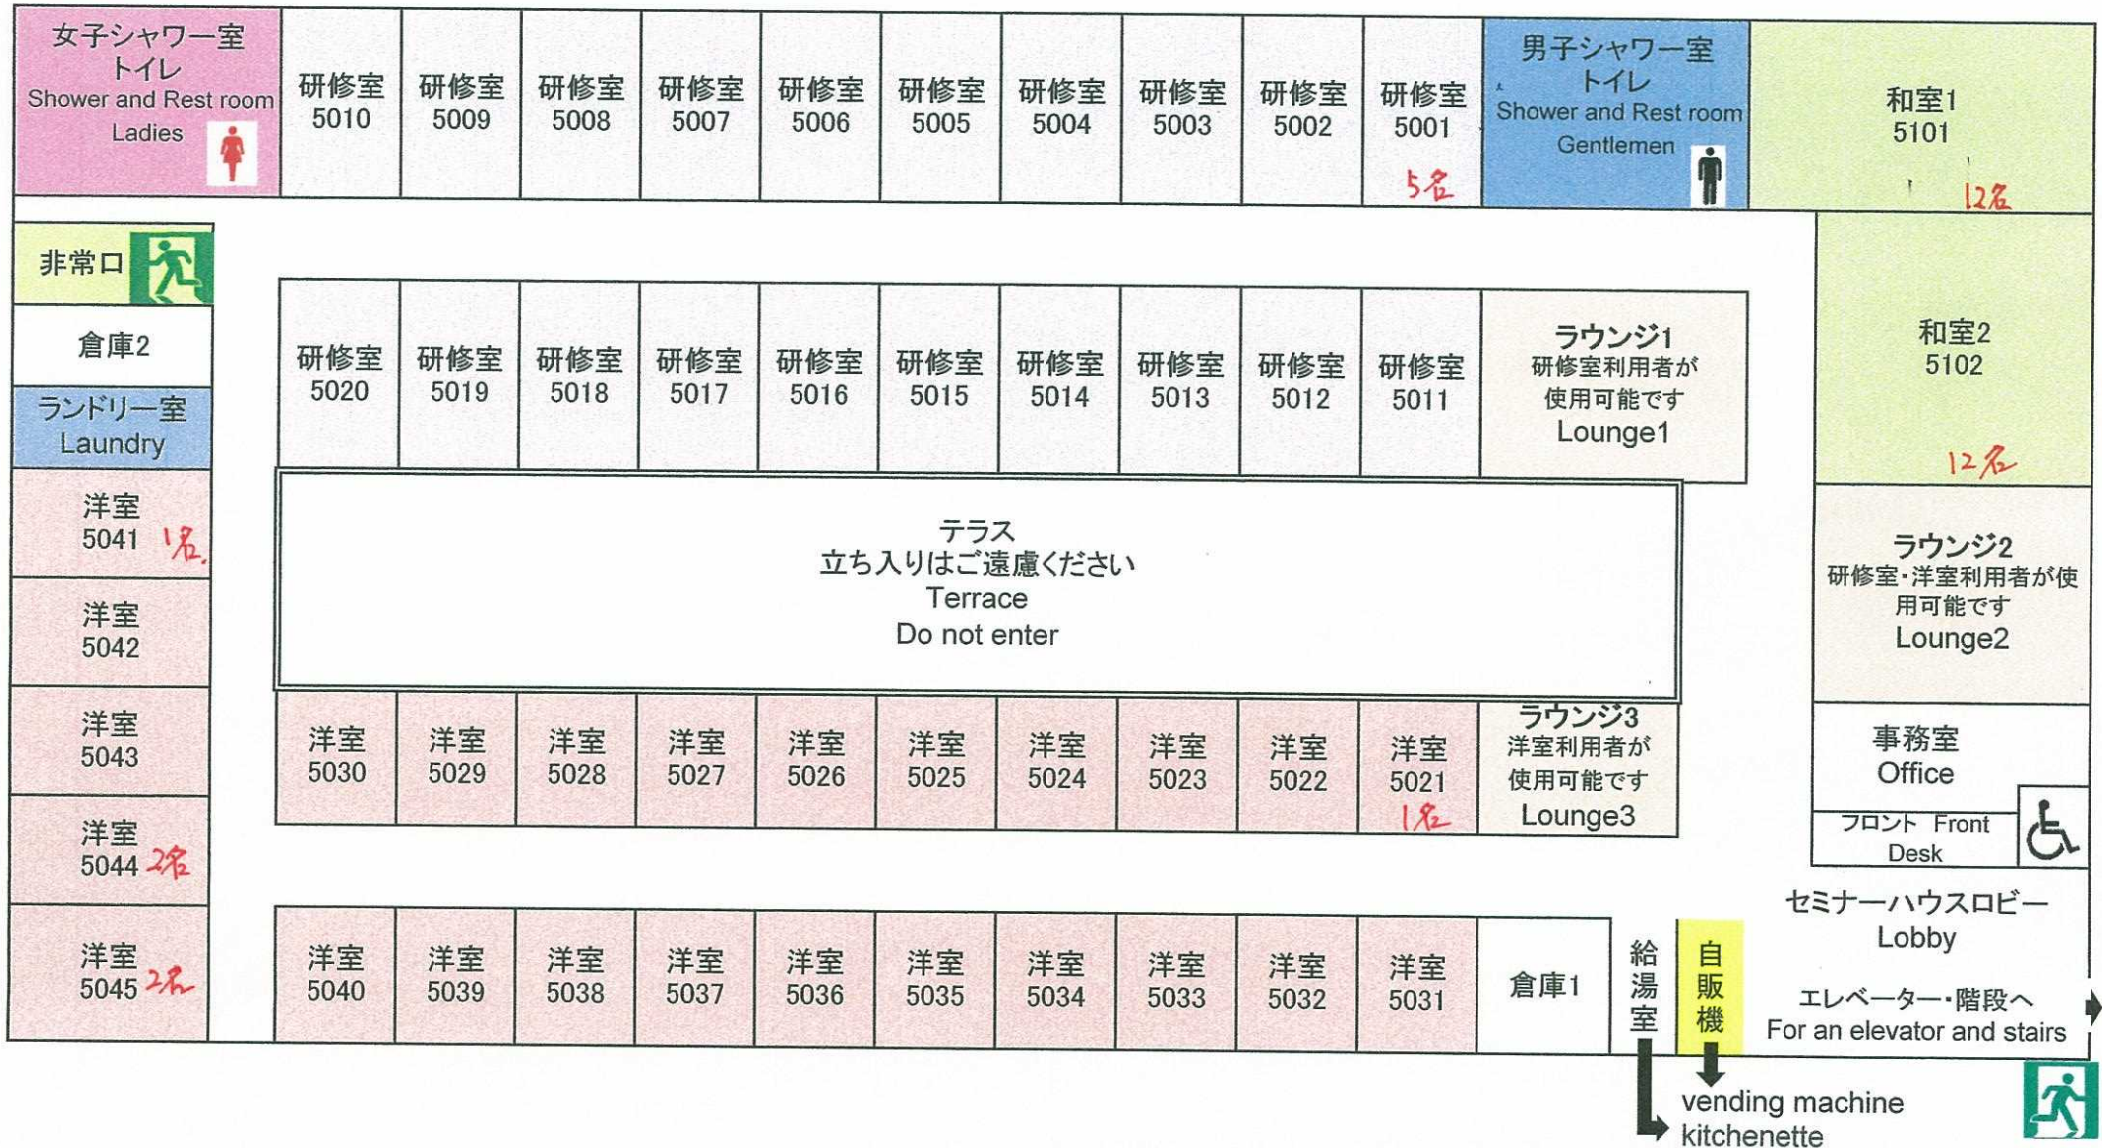 女子シャワー室
トイレ
Shower and Rest room
Ladies
研修室
5010
研修室
5009
研修室
5008
研修室
5007
研修室
5006
研修室
5005
研修室
5004
研修室
5003
研修室
5002
研修室
5001
5名
男子シャワー室
トイレ
Shower and Rest room
Gentlemen
和室1
5101
12名
非常口
倉庫2
ランドリー室
Laundry
研修室
5020
研修室
5019
研修室
5018
研修室
5017
研修室
5016
研修室
5015
研修室
5014
研修室
5013
研修室
5012
研修室
5011
ラウンジ1
研修室利用者が
使用可能です
Lounge1
和室2
5102
12名
洋室
5041 1名
洋室
5042
洋室
5043
洋室
5044 2名
洋室
5045 2名
テラス
立ち入りはご遠慮ください
Terrace
Do not enter
ラウンジ2
研修室・洋室利用者が使
用可能です
Lounge2
洋室
5030
洋室
5029
洋室
5028
洋室
5027
洋室
5026
洋室
5025
洋室
5024
洋室
5023
洋室
5022
洋室
5021
1名
ラウンジ3
洋室利用者が
使用可能です
Lounge3
事務室
Office
フロント Front
Desk
洋室
5040
洋室
5039
洋室
5038
洋室
5037
洋室
5036
洋室
5035
洋室
5034
洋室
5033
洋室
5032
洋室
5031
倉庫1
給湯室
自販機
セミナーハウスロビー
Lobby
エレベーター・階段へ
For an elevator and stairs
vending machine
kitchenette